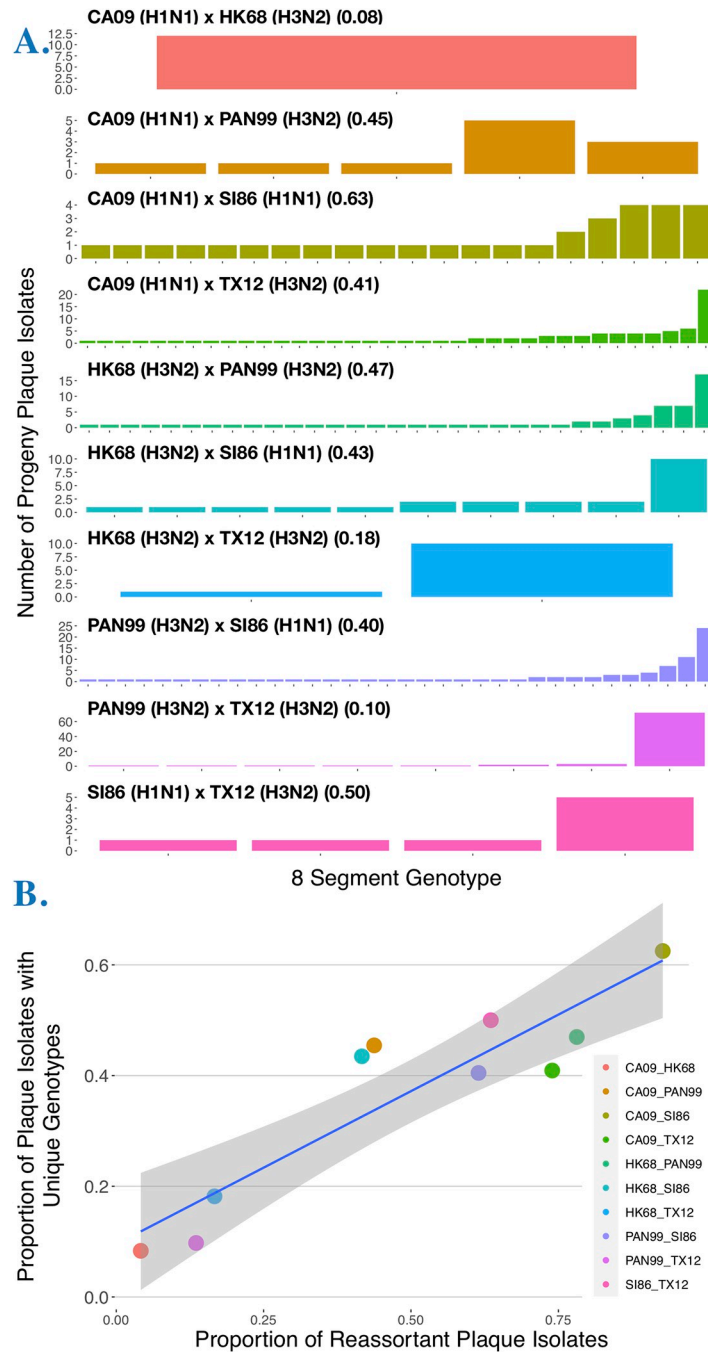 A.
CA09 (H1N1) x HK68 (H3N2) (0.08)
12.5
10.0
7.5
5.0
2.5
0.0
CA09 (H1N1) x PAN99 (H3N2) (0.45)
5
4
3
2
1
0
CA09 (H1N1) x SI86 (H1N1) (0.63)
4
3
2
1
0
CA09 (H1N1) x TX12 (H3N2) (0.41)
20
15
10
5
0
HK68 (H3N2) x PAN99 (H3N2) (0.47)
15
10
5
0
HK68 (H3N2) x SI86 (H1N1) (0.43)
10.0
7.5
5.0
2.5
0.0
HK68 (H3N2) x TX12 (H3N2) (0.18)
10.0
7.5
5.0
2.5
0.0
PAN99 (H3N2) x SI86 (H1N1) (0.40)
25
20
15
10
5
0
PAN99 (H3N2) x TX12 (H3N2) (0.10)
60
40
20
0
SI86 (H1N1) x TX12 (H3N2) (0.50)
5
4
3
2
1
0
Number of Progeny Plaque Isolates
8 Segment Genotype
B.
Proportion of Plaque Isolates with
Unique Genotypes
0.6
0.4
0.2
0.0
0.00
0.25
0.50
0.75
Proportion of Reassortant Plaque Isolates
CA09_HK68
CA09_PAN99
CA09_SI86
CA09_TX12
HK68_PAN99
HK68_SI86
HK68_TX12
PAN99_SI86
PAN99_TX12
SI86_TX12